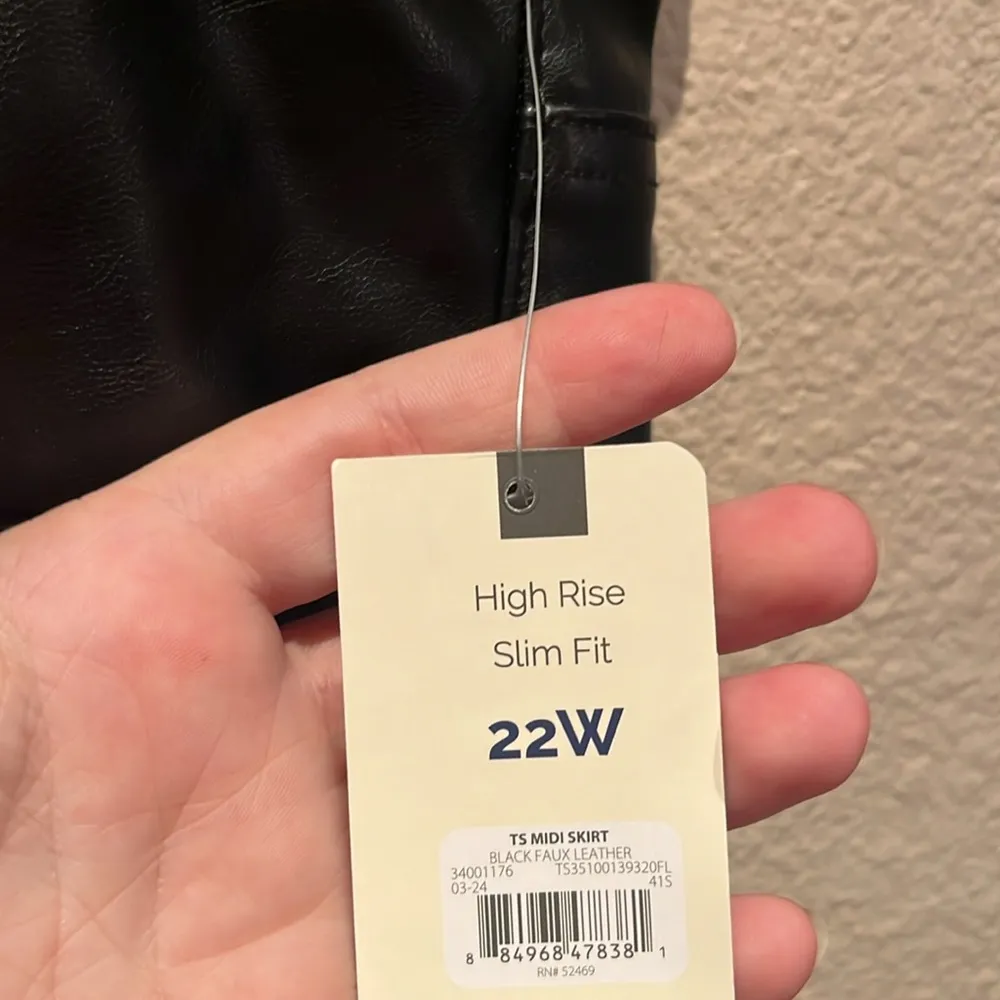 High Rise
Slim Fit
22W
TS MIDI SKIRT
BLACK FAUX LEATHER
34001176 TS35100139320FL
03-24 41S
8 84968 47838 1
RN# 52469